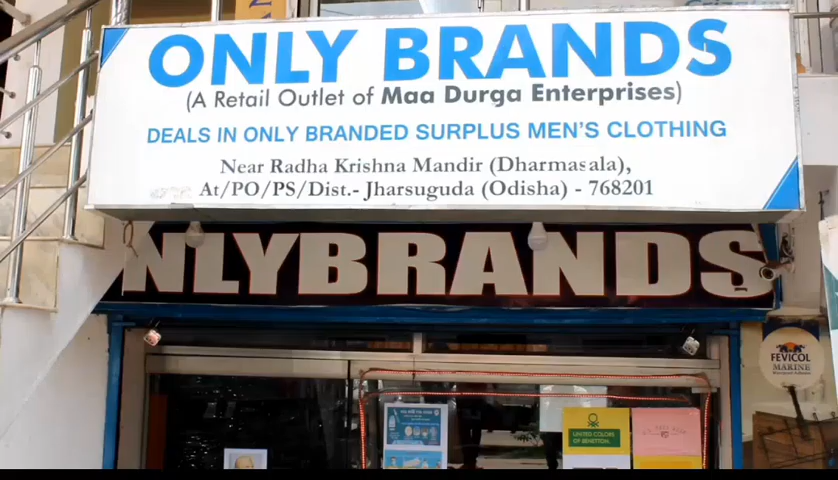 ONLY BRANDS
(A Retail Outlet of Maa Durga Enterprises)
DEALS IN ONLY BRANDED SURPLUS MEN'S CLOTHING
Near Radha Krishna Mandir (Dharmasala),
At/PO/PS/Dist.- Jharsuguda (Odisha) - 768201
NLYBRANDS
FEVICOL
MARINE
UNITED COLORS
OF BENETTON.